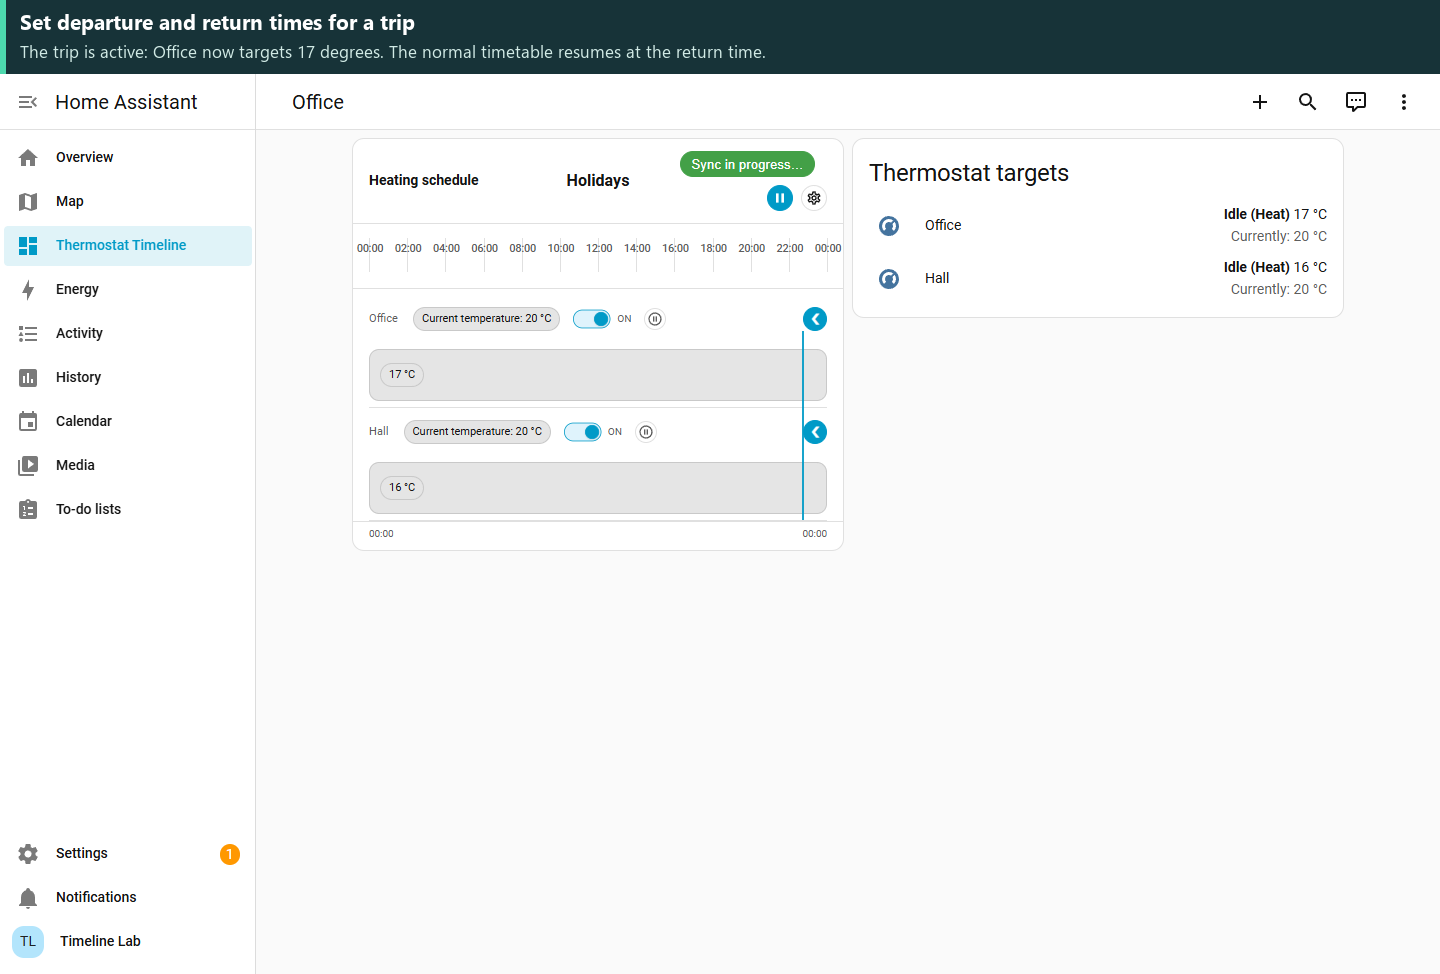 Set departure and return times for a trip
The trip is active: Office now targets 17 degrees. The normal timetable resumes at the return time.
Home Assistant
Office
Overview
Map
Thermostat Timeline
Energy
Activity
History
Calendar
Media
To-do lists
Settings
1
Notifications
TL
Timeline Lab
Heating schedule
Holidays
Sync in progress...
00:00 02:00 04:00 06:00 08:00 10:00 12:00 14:00 16:00 18:00 20:00 22:00 00:00
Office Current temperature: 20 °C ON
17 °C
Hall Current temperature: 20 °C ON
16 °C
00:00 00:00
Thermostat targets
Office
Idle (Heat) 17 °C
Currently: 20 °C
Hall
Idle (Heat) 16 °C
Currently: 20 °C